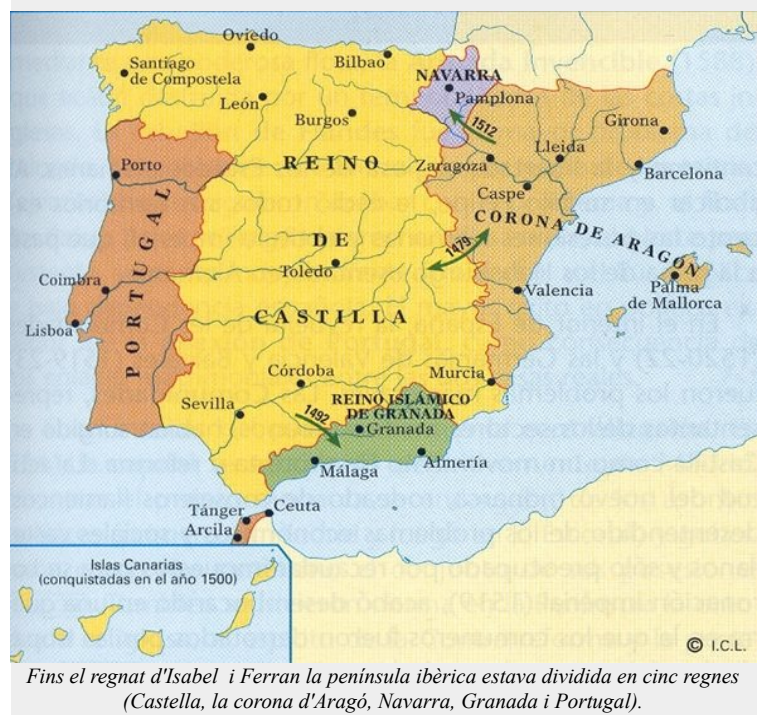 Oviedo
Bilbao
Santiago
de Compostela
NAVARRA
León
Pamplona
Burgos
1512
Girona
Lleida
REINO
Zaragoza
Porto
Barcelona
Caspe
CORONA DE ARAGÓN
PORTUGAL
DE
1479
Toledo
Coimbra
Valencia
Palma
de Mallorca
Lisboa
CASTILLA
Córdoba
Murcia
Sevilla
REINO ISLÁMICO
DE GRANADA
1492
Granada
Almería
Málaga
Tánger
Ceuta
Arcila
Islas Canarias
(conquistadas en el año 1500)
© I.C.L.
Fins el regnat d'Isabel i Ferran la península ibèrica estava dividida en cinc regnes
(Castella, la corona d'Aragó, Navarra, Granada i Portugal).